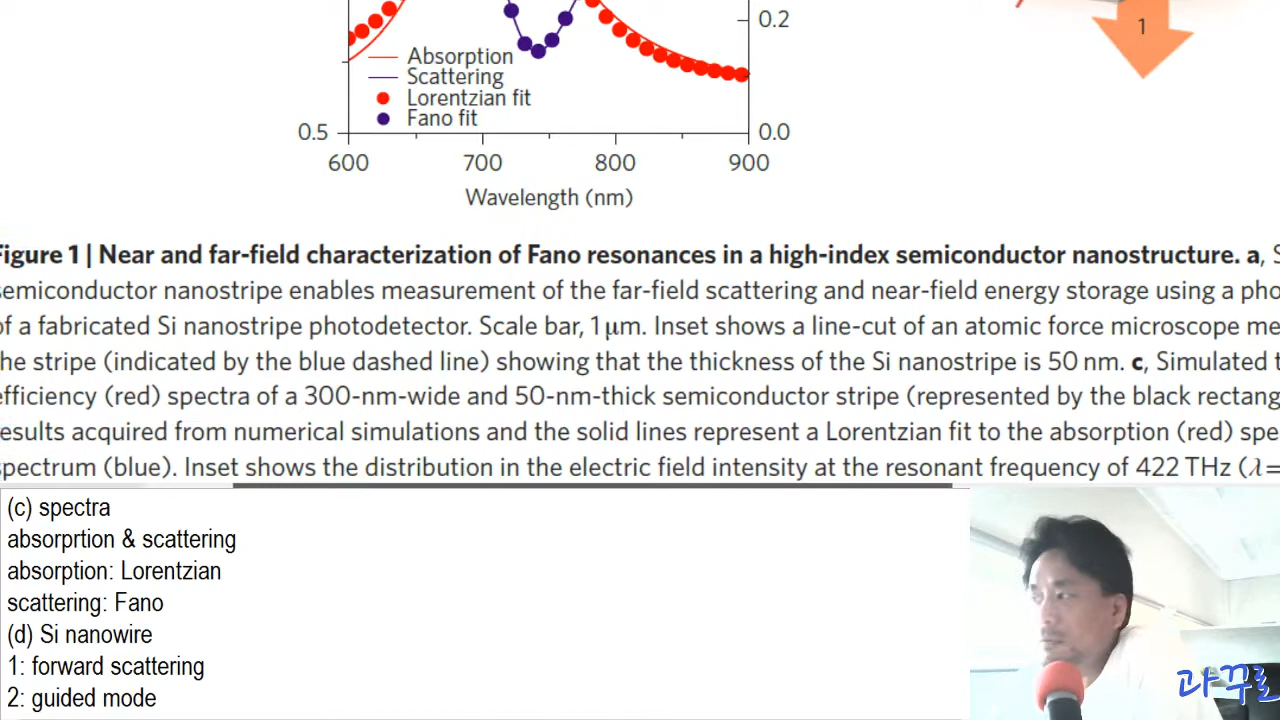 0.2
1
Absorption
Scattering
Lorentzian fit
Fano fit
0.5
0.0
600 700 800 900
Wavelength (nm)
igure 1 | Near and far-field characterization of Fano resonances in a high-index semiconductor nanostructure. a, S
semiconductor nanostripe enables measurement of the far-field scattering and near-field energy storage using a pho
of a fabricated Si nanostripe photodetector. Scale bar, 1 μm. Inset shows a line-cut of an atomic force microscope me
he stripe (indicated by the blue dashed line) showing that the thickness of the Si nanostripe is 50 nm. c, Simulated t
efficiency (red) spectra of a 300-nm-wide and 50-nm-thick semiconductor stripe (represented by the black rectang
esults acquired from numerical simulations and the solid lines represent a Lorentzian fit to the absorption (red) spe
spectrum (blue). Inset shows the distribution in the electric field intensity at the resonant frequency of 422 THz (λ=
(c) spectra
absorprtion & scattering
absorption: Lorentzian
scattering: Fano
(d) Si nanowire
1: forward scattering
2: guided mode
과꾸로